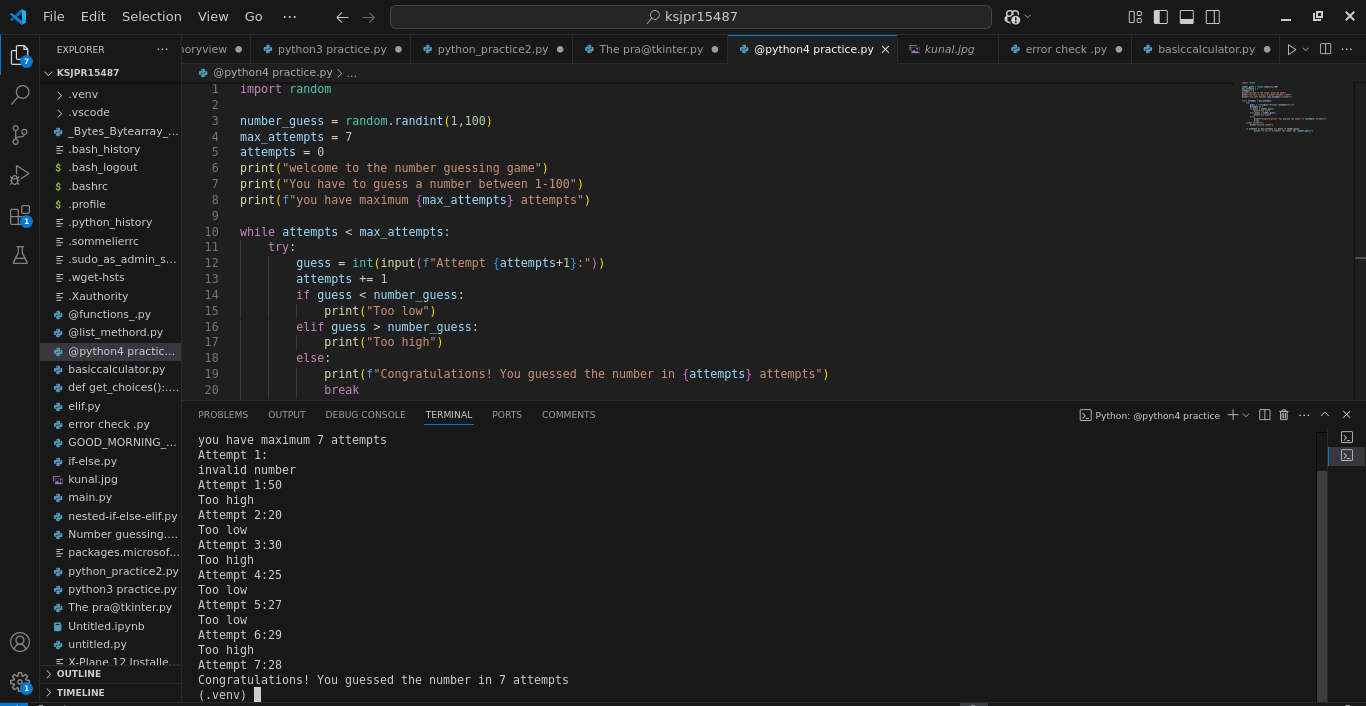 File Edit Selection View Go ··· ksjpr15487
EXPLORER ···
oryview python3 practice.py python_practice2.py The pra@tkinter.py @python4 practice.py kunal.jpg error check .py basiccalculator.py ···
KSJPR15487
@python4 practice.py > ...
.venv
.vscode
_Bytes_Bytearray_...
.bash_history
.bash_logout
.bashrc
.profile
.python_history
.sommelierrc
.sudo_as_admin_s...
.wget-hsts
.Xauthority
@functions_.py
@list_methord.py
@python4 practic...
basiccalculator.py
def get_choices():...
elif.py
error check .py
GOOD_MORNING_...
if-else.py
kunal.jpg
main.py
nested-if-else-elif.py
Number guessing....
packages.microsof...
python_practice2.py
python3 practice.py
The pra@tkinter.py
Untitled.ipynb
untitled.py
X-Plane 12 Installe...
OUTLINE
TIMELINE
7
1
1
1 import random
2
3 number_guess = random.randint(1,100)
4 max_attempts = 7
5 attempts = 0
6 print("welcome to the number guessing game")
7 print("You have to guess a number between 1-100")
8 print(f"you have maximum {max_attempts} attempts")
9
10 while attempts < max_attempts:
11 try:
12 guess = int(input(f"Attempt {attempts+1}:"))
13 attempts += 1
14 if guess < number_guess:
15 print("Too low")
16 elif guess > number_guess:
17 print("Too high")
18 else:
19 print(f"Congratulations! You guessed the number in {attempts} attempts")
20 break
PROBLEMS OUTPUT DEBUG CONSOLE TERMINAL PORTS COMMENTS Python: @python4 practice ···
you have maximum 7 attempts
Attempt 1:
invalid number
Attempt 1:50
Too high
Attempt 2:20
Too low
Attempt 3:30
Too high
Attempt 4:25
Too low
Attempt 5:27
Too low
Attempt 6:29
Too high
Attempt 7:28
Congratulations! You guessed the number in 7 attempts
(.venv)